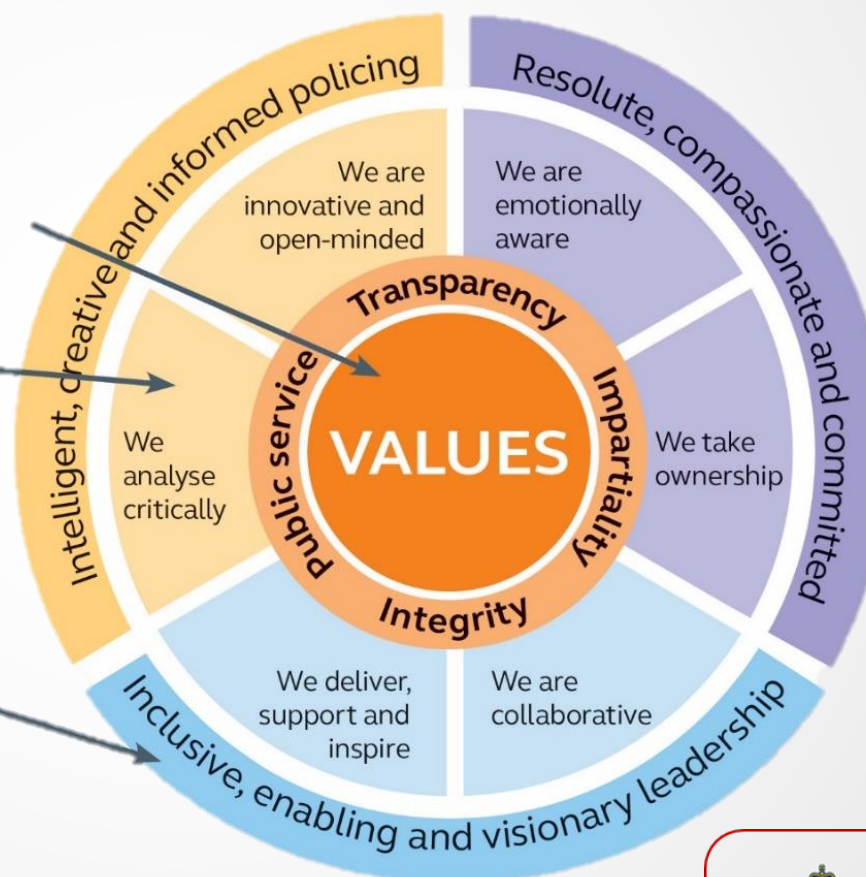 Intelligent, creative and informed policing
Resolute, compassionate and committed
We are
innovative and
open-minded
We are
emotionally
aware
Transparency
Public service
VALUES
Impartiality
Integrity
We
analyse
critically
We take
ownership
We deliver,
support and
inspire
We are
collaborative
Inclusive, enabling and visionary leadership